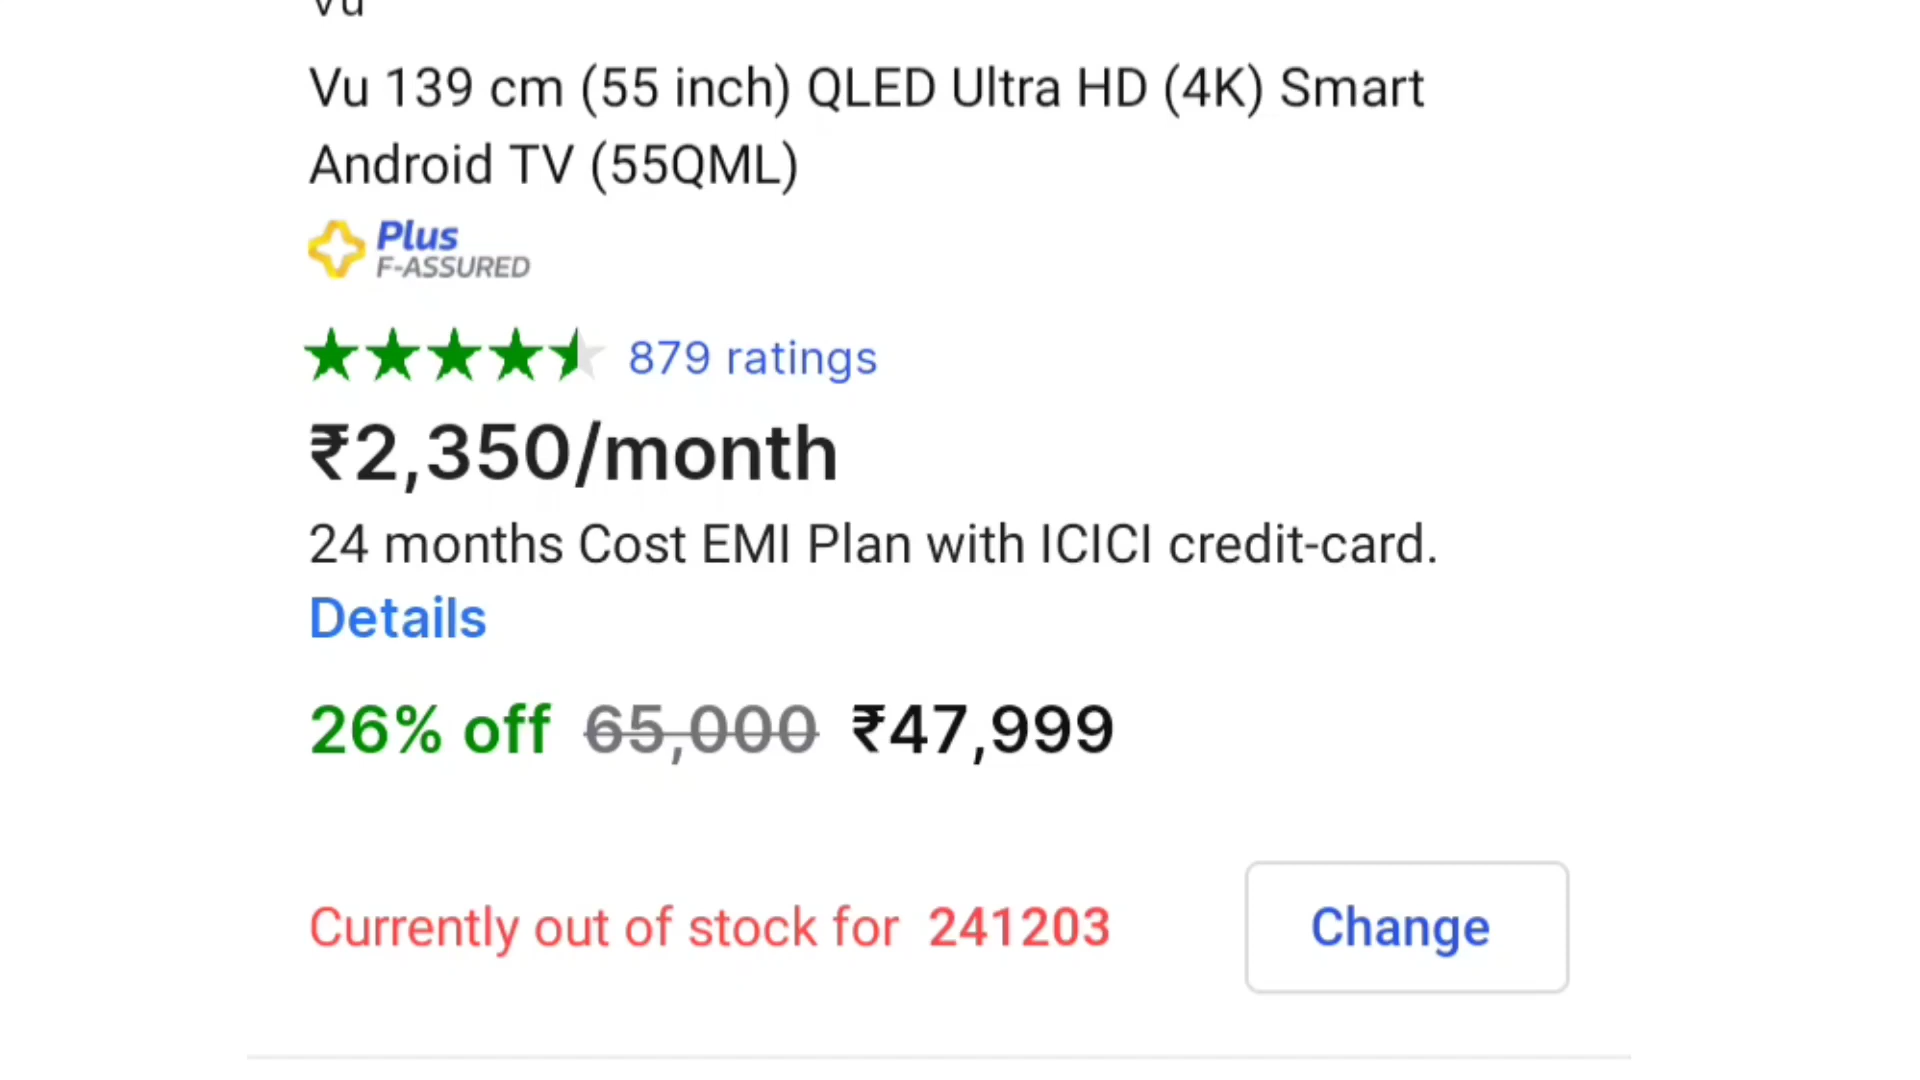 Vu
Vu 139 cm (55 inch) QLED Ultra HD (4K) Smart
Android TV (55QML)
Plus
F-ASSURED
879 ratings
₹2,350/month
24 months Cost EMI Plan with ICICI credit-card.
Details
26% off 65,000 ₹47,999
Currently out of stock for 241203
Change